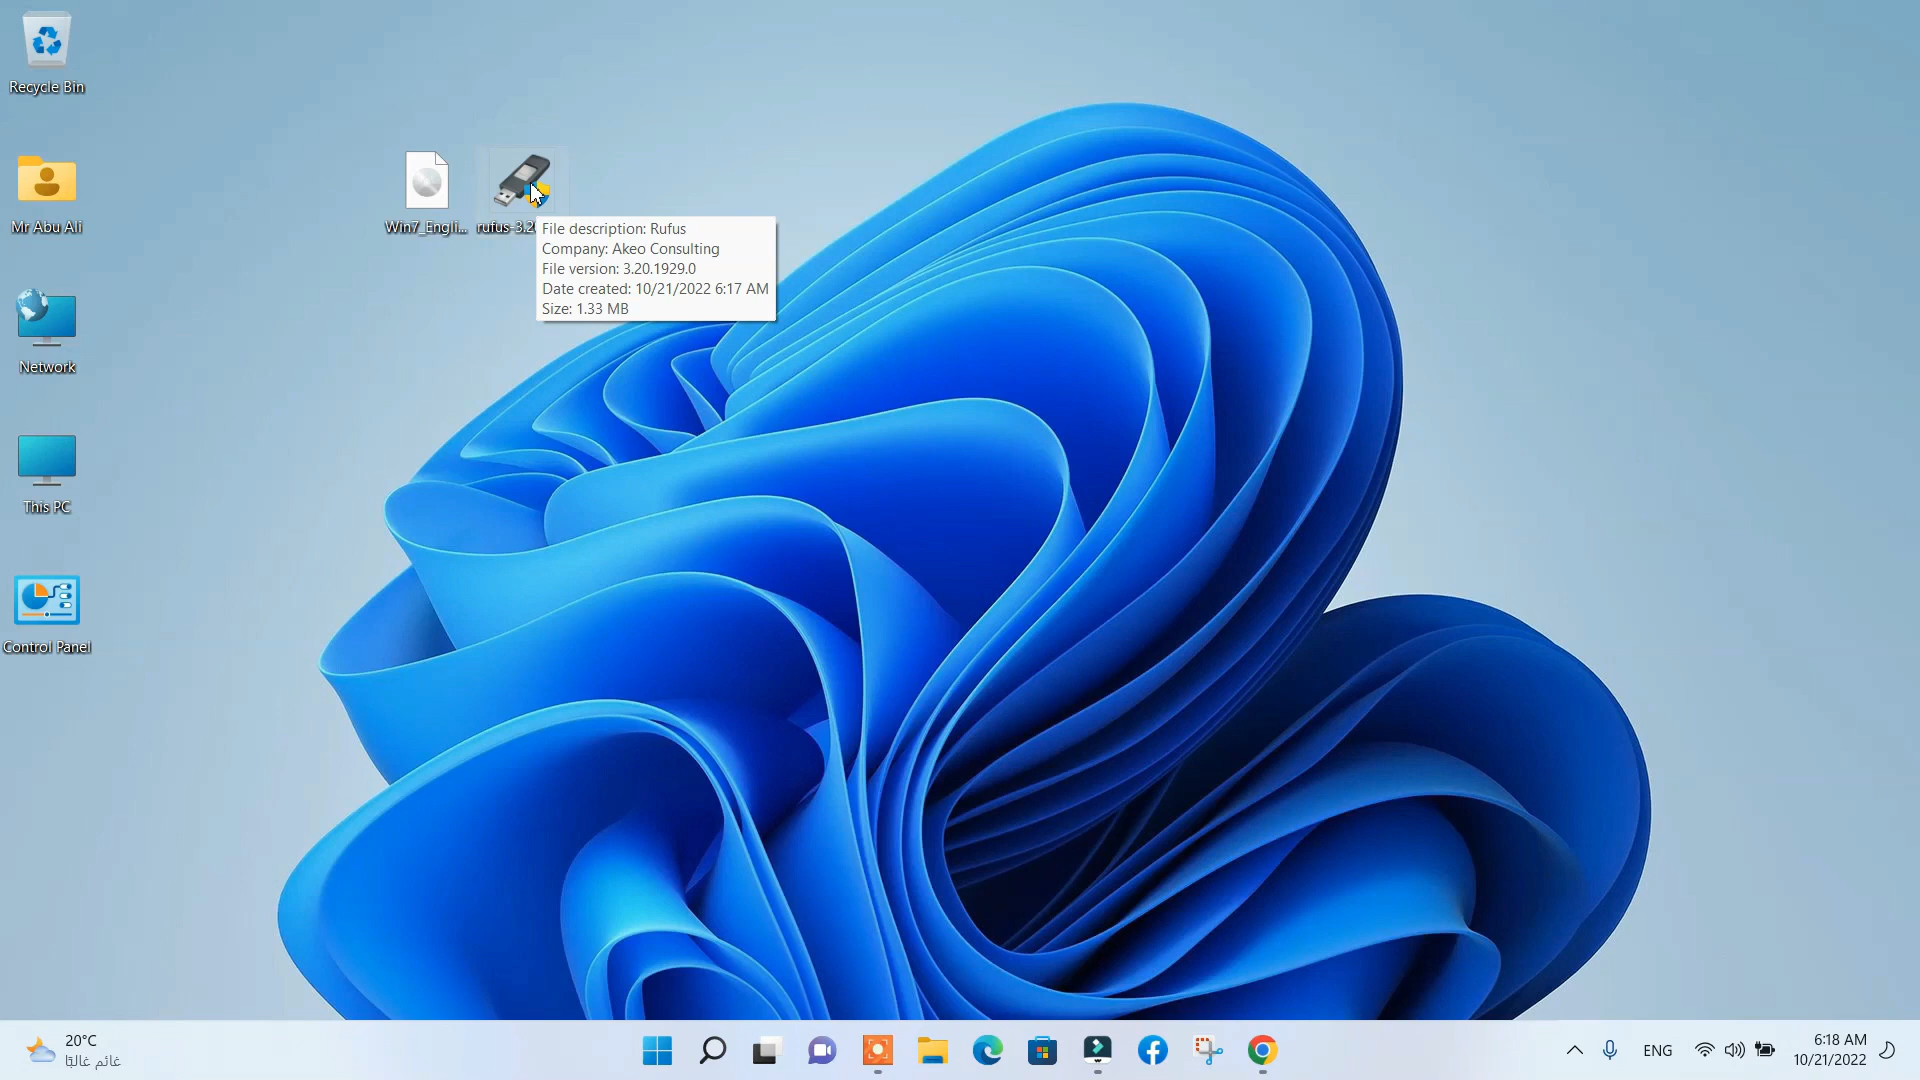 Recycle Bin
Mr Abu Ali
Network
This PC
Control Panel
Win7_Engli...
rufus-3.2
File description: Rufus
Company: Akeo Consulting
File version: 3.20.1929.0
Date created: 10/21/2022 6:17 AM
Size: 1.33 MB
20°C
غائم غالبًا
ENG
6:18 AM
10/21/2022